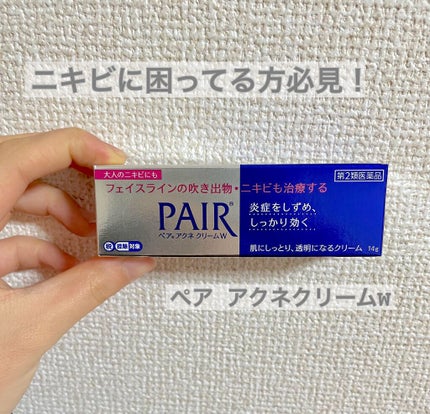 ニキビに困ってる方必見！
大人のニキビにも
フェイスラインの吹き出物・ニキビも治療する
第2類医薬品
PAIR®
炎症をしずめ、
しっかり効く
ペア®アクネクリームW
肌にしっとり、透明になるクリーム 14g
対象
ペア アクネクリームw